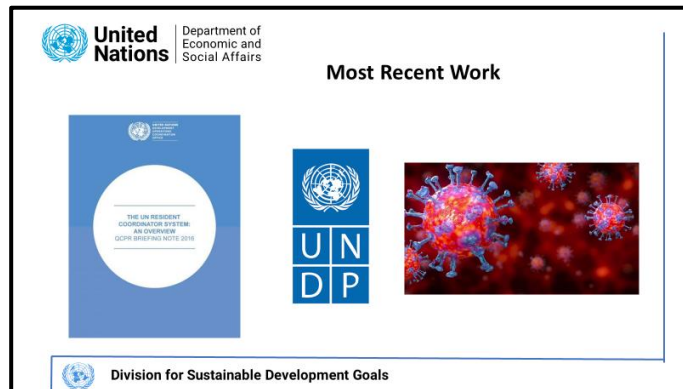 United
Nations
Department of
Economic and
Social Affairs
Most Recent Work
THE UN RESIDENT
COORDINATOR SYSTEM:
AN OVERVIEW
QCPR BRIEFING NOTE 2016
U N
D P
Division for Sustainable Development Goals